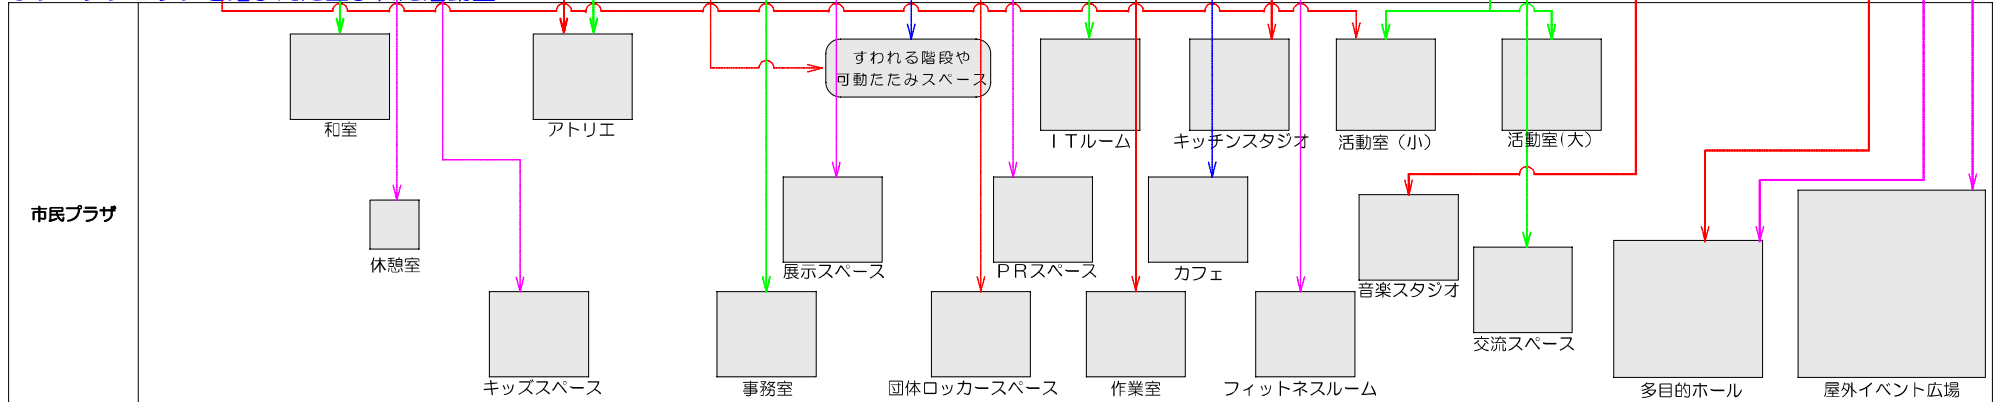 すわれる階段や
可動たたみスペース
和室
アトリエ
ＩＴルーム
キッチンスタジオ
活動室（小）
活動室(大）
市民プラザ
休憩室
展示スペース
ＰＲスペース
カフェ
音楽スタジオ
交流スペース
キッズスペース
事務室
団体ロッカースペース
作業室
フィットネスルーム
多目的ホール
屋外イベント広場